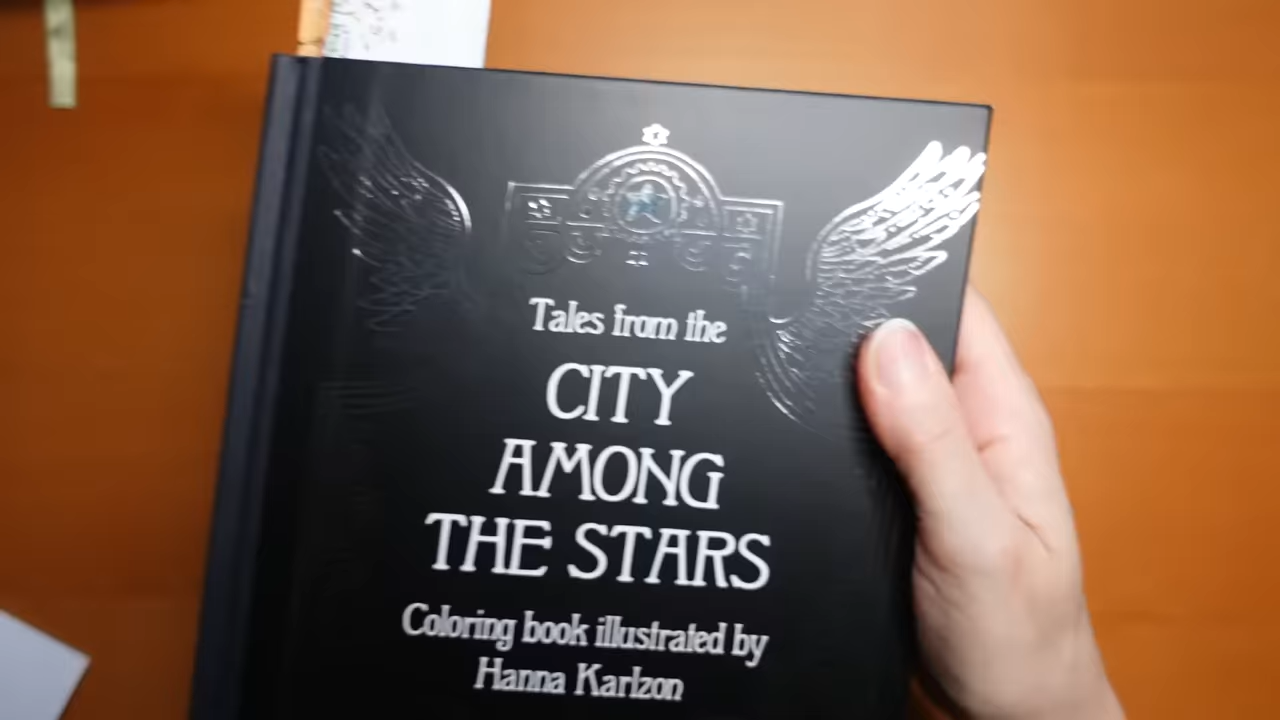 Tales from the
CITY
AMONG
THE STARS
Coloring book illustrated by
Hanna Karlzon